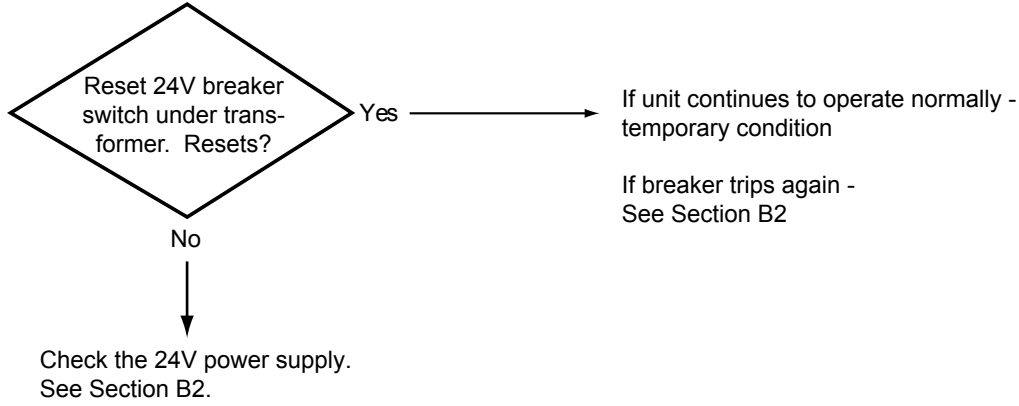 Reset 24V breaker
switch under trans-
former.  Resets?
Yes
If unit continues to operate normally -
temporary condition
If breaker trips again -
See Section B2
No
Check the 24V power supply.
See Section B2.